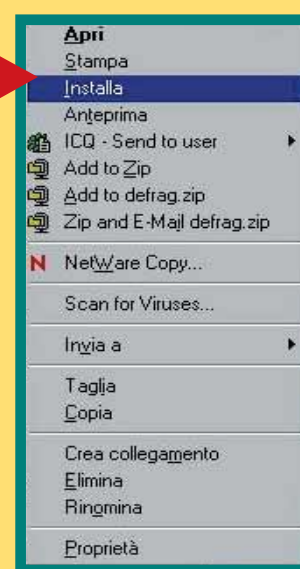 Apri
Stampa
Installa
Anteprima
ICQ - Send to user
Add to Zip
Add to defrag.zip
Zip and E-Mail defrag.zip
N NetWare Copy...
Scan for Viruses...
Invia a
Taglia
Copia
Crea collegamento
Elimina
Rinomina
Proprietà